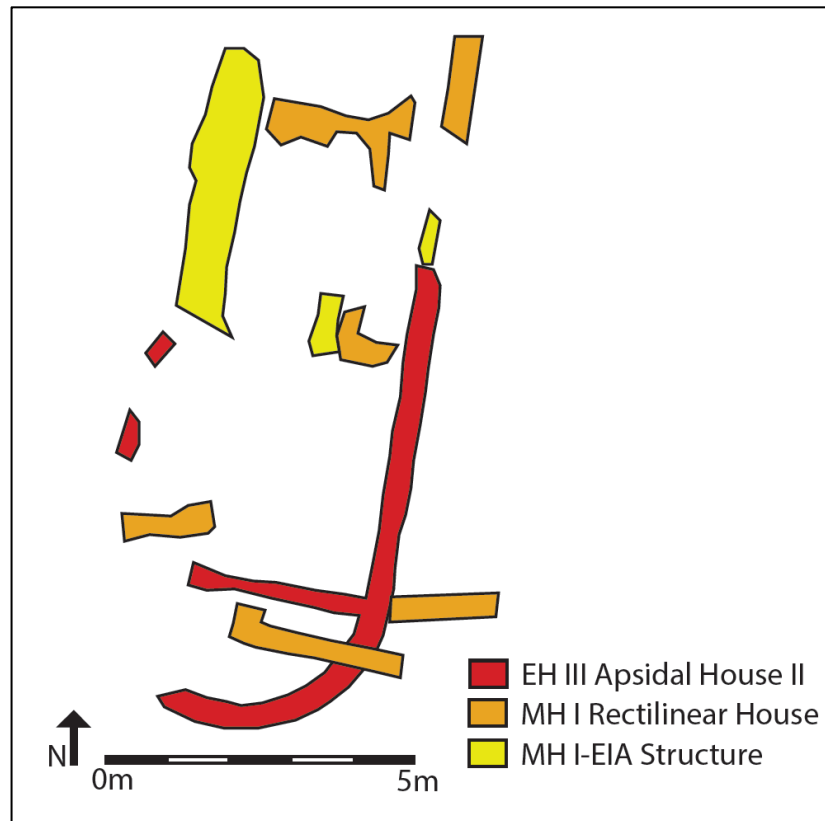 EH III Apsidal House II
MH I Rectilinear House
MH I-EIA Structure
N
0m 5m